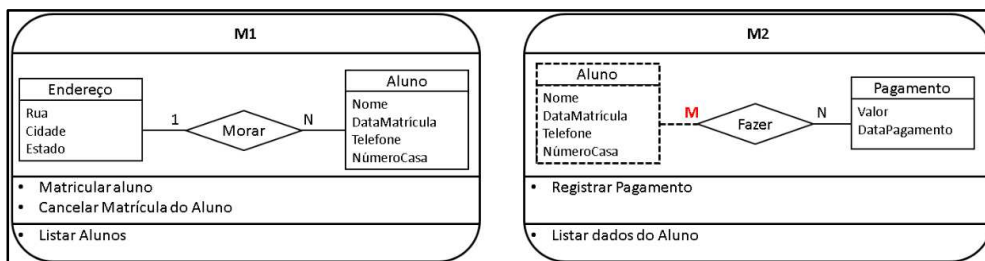 M1
Endereço
Rua
Cidade
Estado
1
Morar
N
Aluno
Nome
DataMatrícula
Telefone
NúmeroCasa
• Matricular aluno
• Cancelar Matrícula do Aluno
• Listar Alunos
M2
Aluno
Nome
DataMatrícula
Telefone
NúmeroCasa
M
Fazer
N
Pagamento
Valor
DataPagamento
• Registrar Pagamento
• Listar dados do Aluno